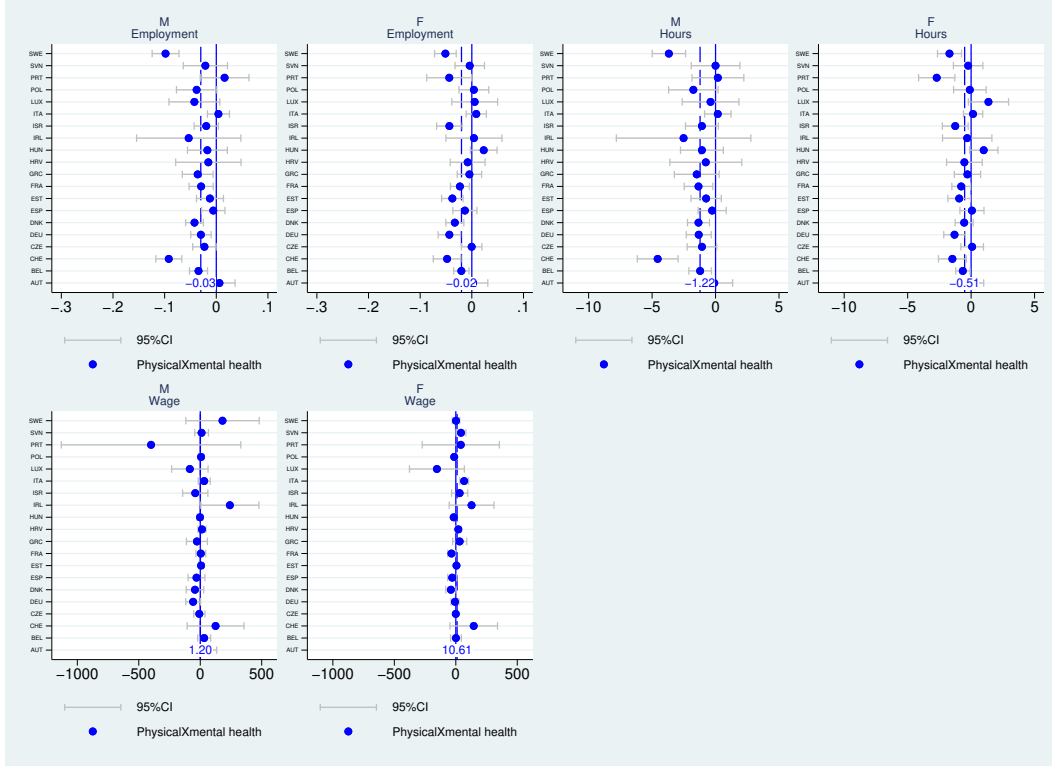 M
Employment
SWE
SVN
PRT
POL
LUX
ITA
ISR
IRL
HUN
HRV
GRC
FRA
EST
ESP
DNK
DEU
CZE
CHE
BEL
AUT
−0.03
−.3 −.2 −.1 0 .1
95%CI
PhysicalXmental health
F
Employment
SWE
SVN
PRT
POL
LUX
ITA
ISR
IRL
HUN
HRV
GRC
FRA
EST
ESP
DNK
DEU
CZE
CHE
BEL
AUT
−0.02
−.3 −.2 −.1 0 .1
95%CI
PhysicalXmental health
M
Hours
SWE
SVN
PRT
POL
LUX
ITA
ISR
IRL
HUN
HRV
GRC
FRA
EST
ESP
DNK
DEU
CZE
CHE
BEL
AUT
−1.22
−10 −5 0 5
95%CI
PhysicalXmental health
F
Hours
SWE
SVN
PRT
POL
LUX
ITA
ISR
IRL
HUN
HRV
GRC
FRA
EST
ESP
DNK
DEU
CZE
CHE
BEL
AUT
−0.51
−10 −5 0 5
95%CI
PhysicalXmental health
M
Wage
SWE
SVN
PRT
POL
LUX
ITA
ISR
IRL
HUN
HRV
GRC
FRA
EST
ESP
DNK
DEU
CZE
CHE
BEL
AUT
1.20
−1000 −500 0 500
95%CI
PhysicalXmental health
F
Wage
SWE
SVN
PRT
POL
LUX
ITA
ISR
IRL
HUN
HRV
GRC
FRA
EST
ESP
DNK
DEU
CZE
CHE
BEL
AUT
10.61
−1000 −500 0 500
95%CI
PhysicalXmental health